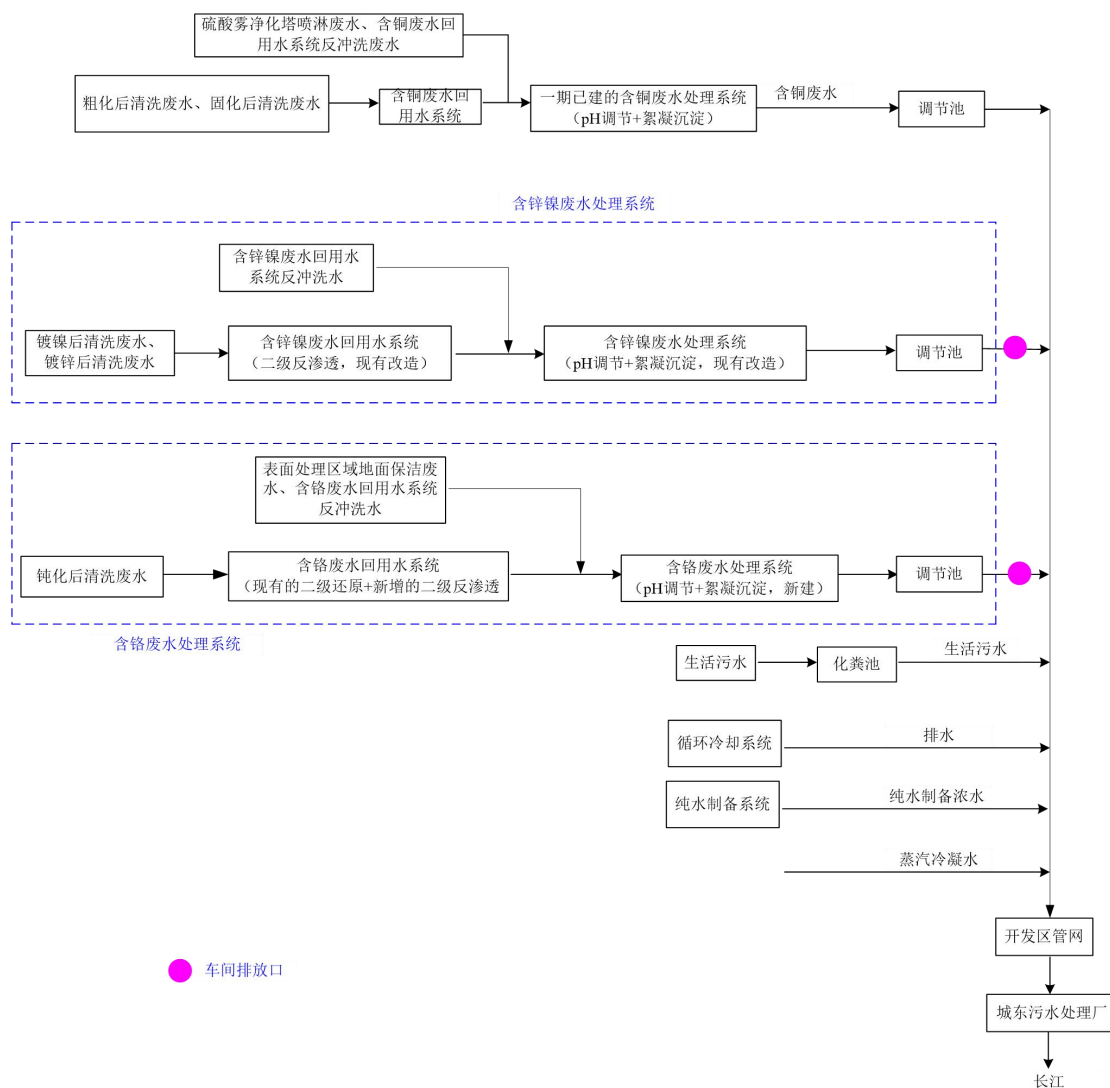 硫酸雾净化塔喷淋废水、含铜废水回
用水系统反冲洗废水
粗化后清洗废水、固化后清洗废水
含铜废水回
用水系统
一期已建的含铜废水处理系统
（pH调节+絮凝沉淀）
含铜废水
调节池
含锌镍废水处理系统
含锌镍废水回用水
系统反冲洗水
镀镍后清洗废水、
镀锌后清洗废水
含锌镍废水回用水系统
（二级反渗透，现有改造）
含锌镍废水处理系统
（pH调节+絮凝沉淀，现有改造）
调节池
表面处理区域地面保洁废
水、含铬废水回用水系统
反冲洗水
钝化后清洗废水
含铬废水回用水系统
（现有的二级还原+新增的二级反渗透
含铬废水处理系统
（pH调节+絮凝沉淀，新建）
调节池
含铬废水处理系统
生活污水
化粪池
生活污水
循环冷却系统
排水
纯水制备系统
纯水制备浓水
蒸汽冷凝水
开发区管网
车间排放口
城东污水处理厂
长江